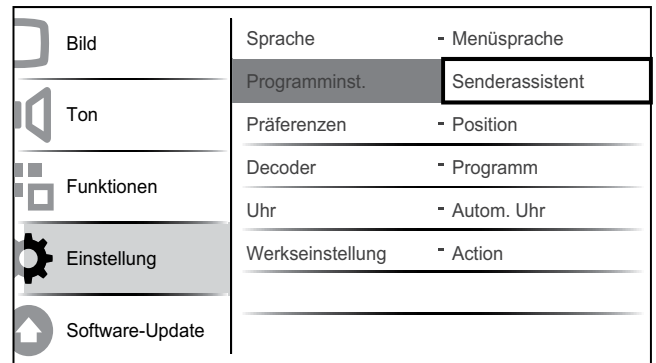 Bild
Ton
Funktionen
Einstellung
Software-Update
Sprache - Menüsprache
Programminst. Senderassistent
Präferenzen - Position
Decoder - Programm
Uhr - Autom. Uhr
Werkseinstellung - Action